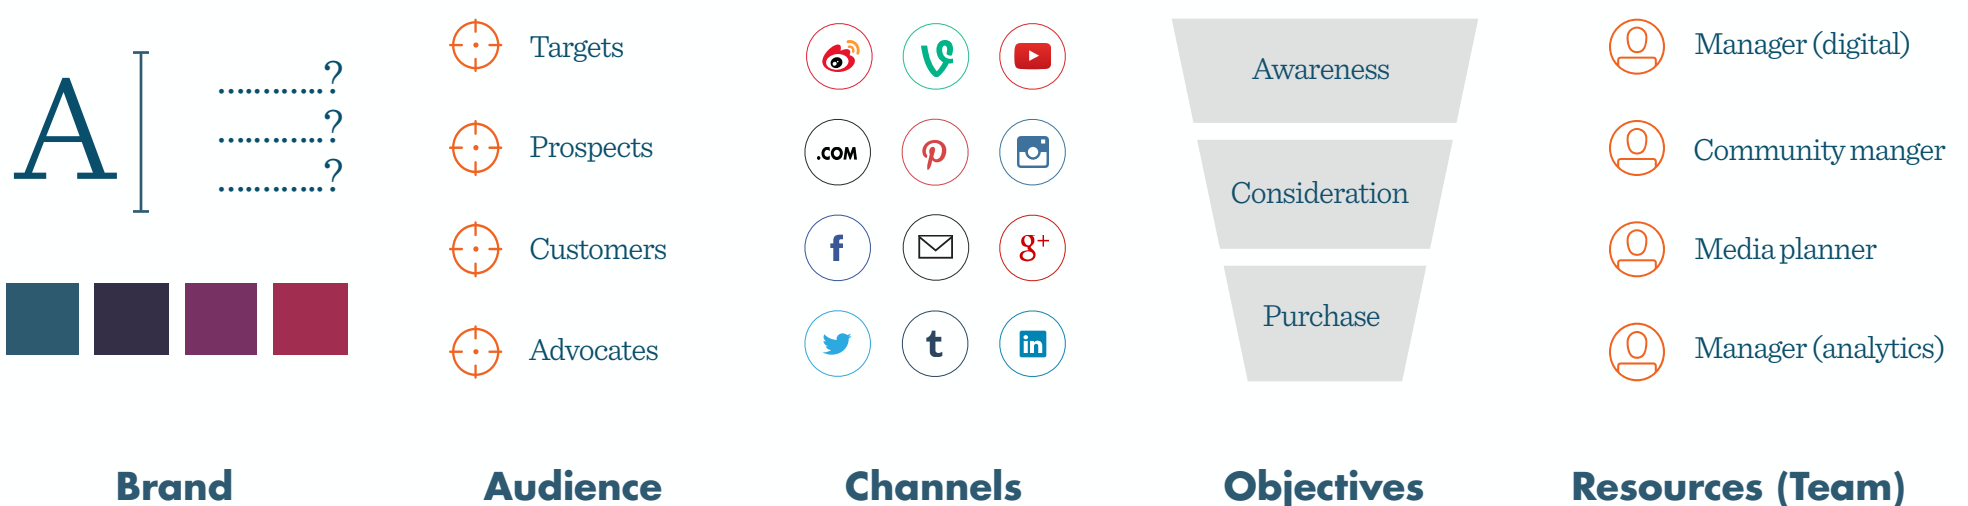 A
............?
............?
............?
Brand
Targets
Prospects
Customers
Advocates
Audience
.COM
f
g+
t
in
Channels
Awareness
Consideration
Purchase
Objectives
Manager (digital)
Community manger
Media planner
Manager (analytics)
Resources (Team)